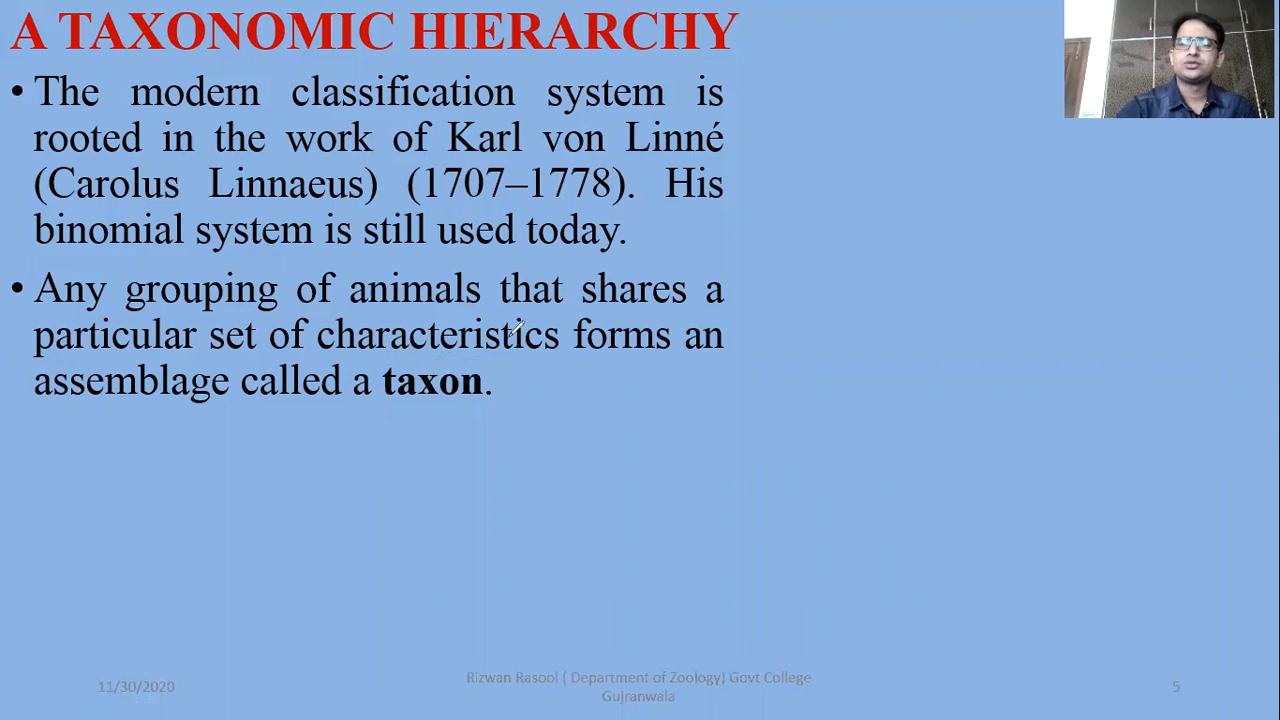 A TAXONOMIC HIERARCHY
• The modern classification system is
rooted in the work of Karl von Linné
(Carolus Linnaeus) (1707–1778). His
binomial system is still used today.
• Any grouping of animals that shares a
particular set of characteristics forms an
assemblage called a taxon.
11/30/2020
Rizwan Rasool ( Department of Zoology) Govt College
Gujranwala
5